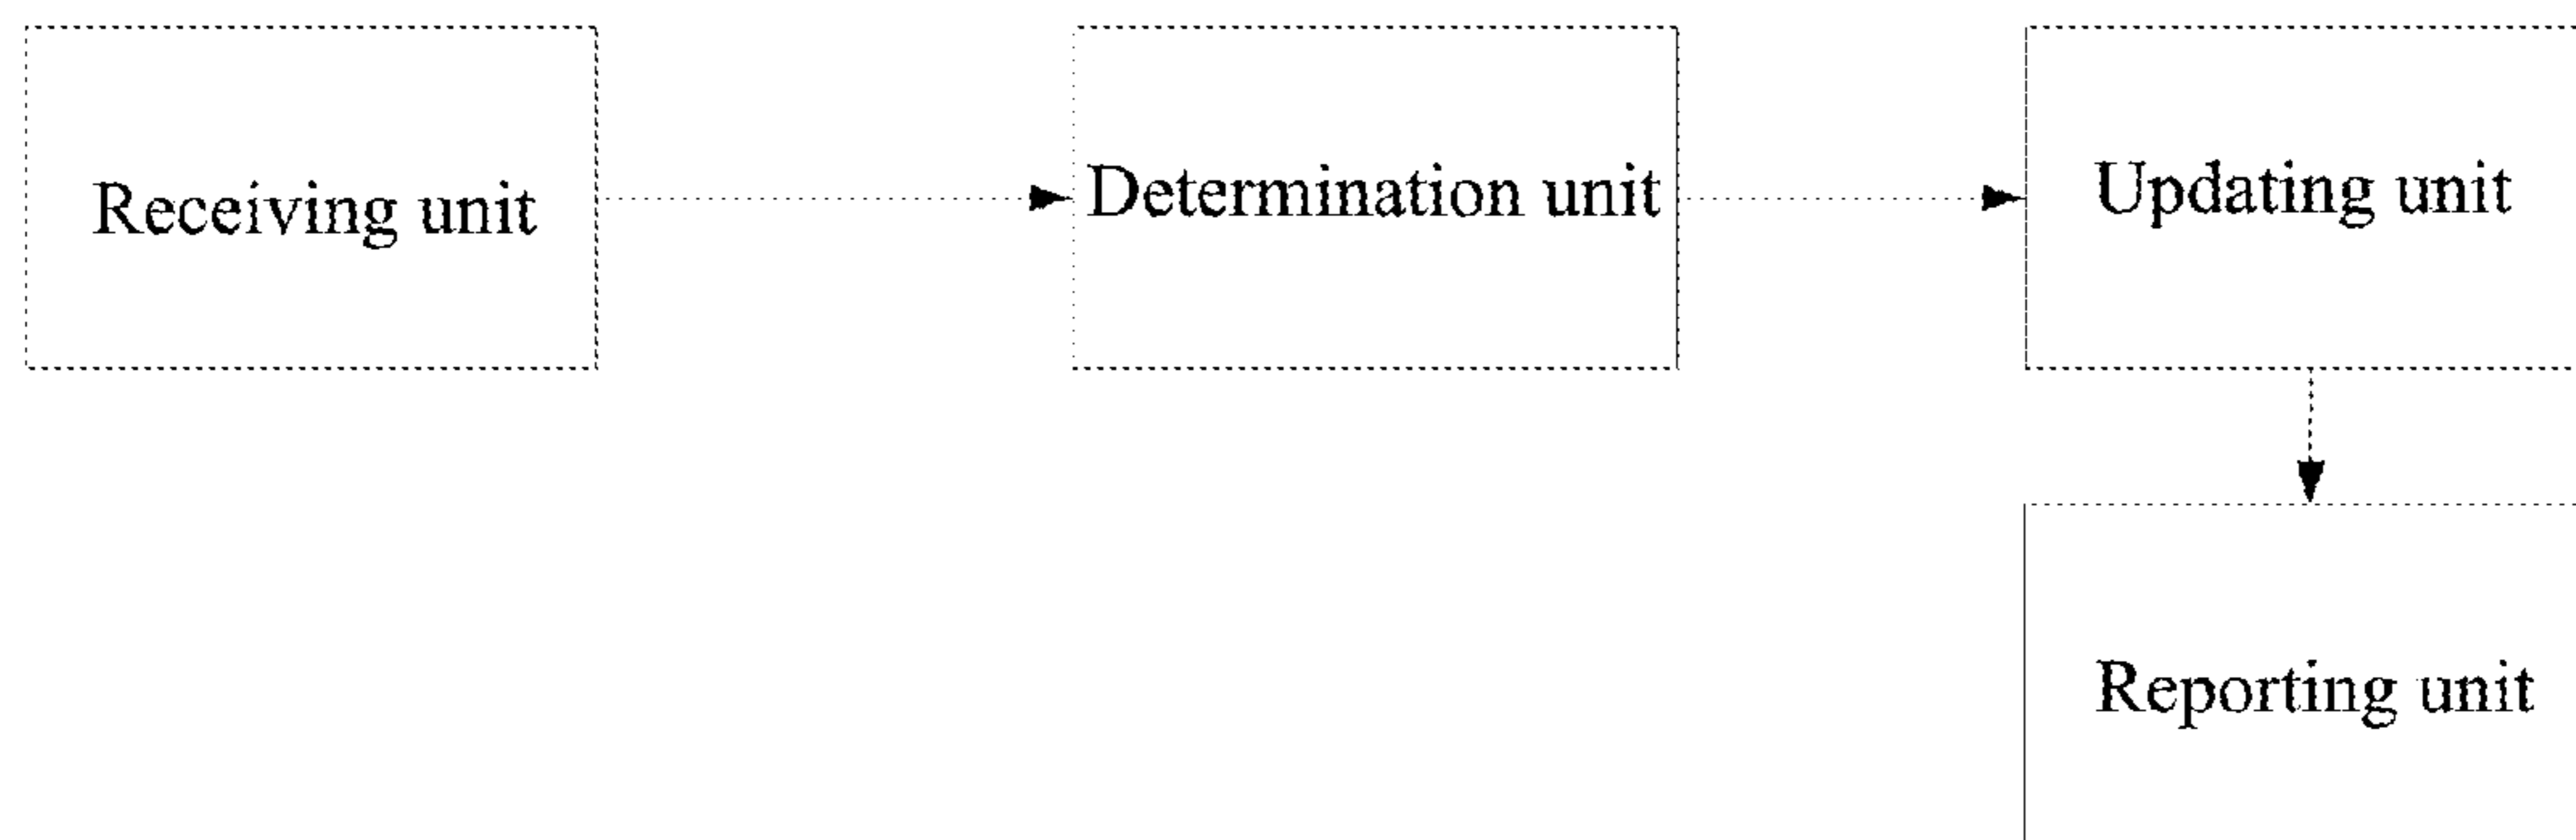 Receiving unit
Determination unit
Updating unit
Reporting unit